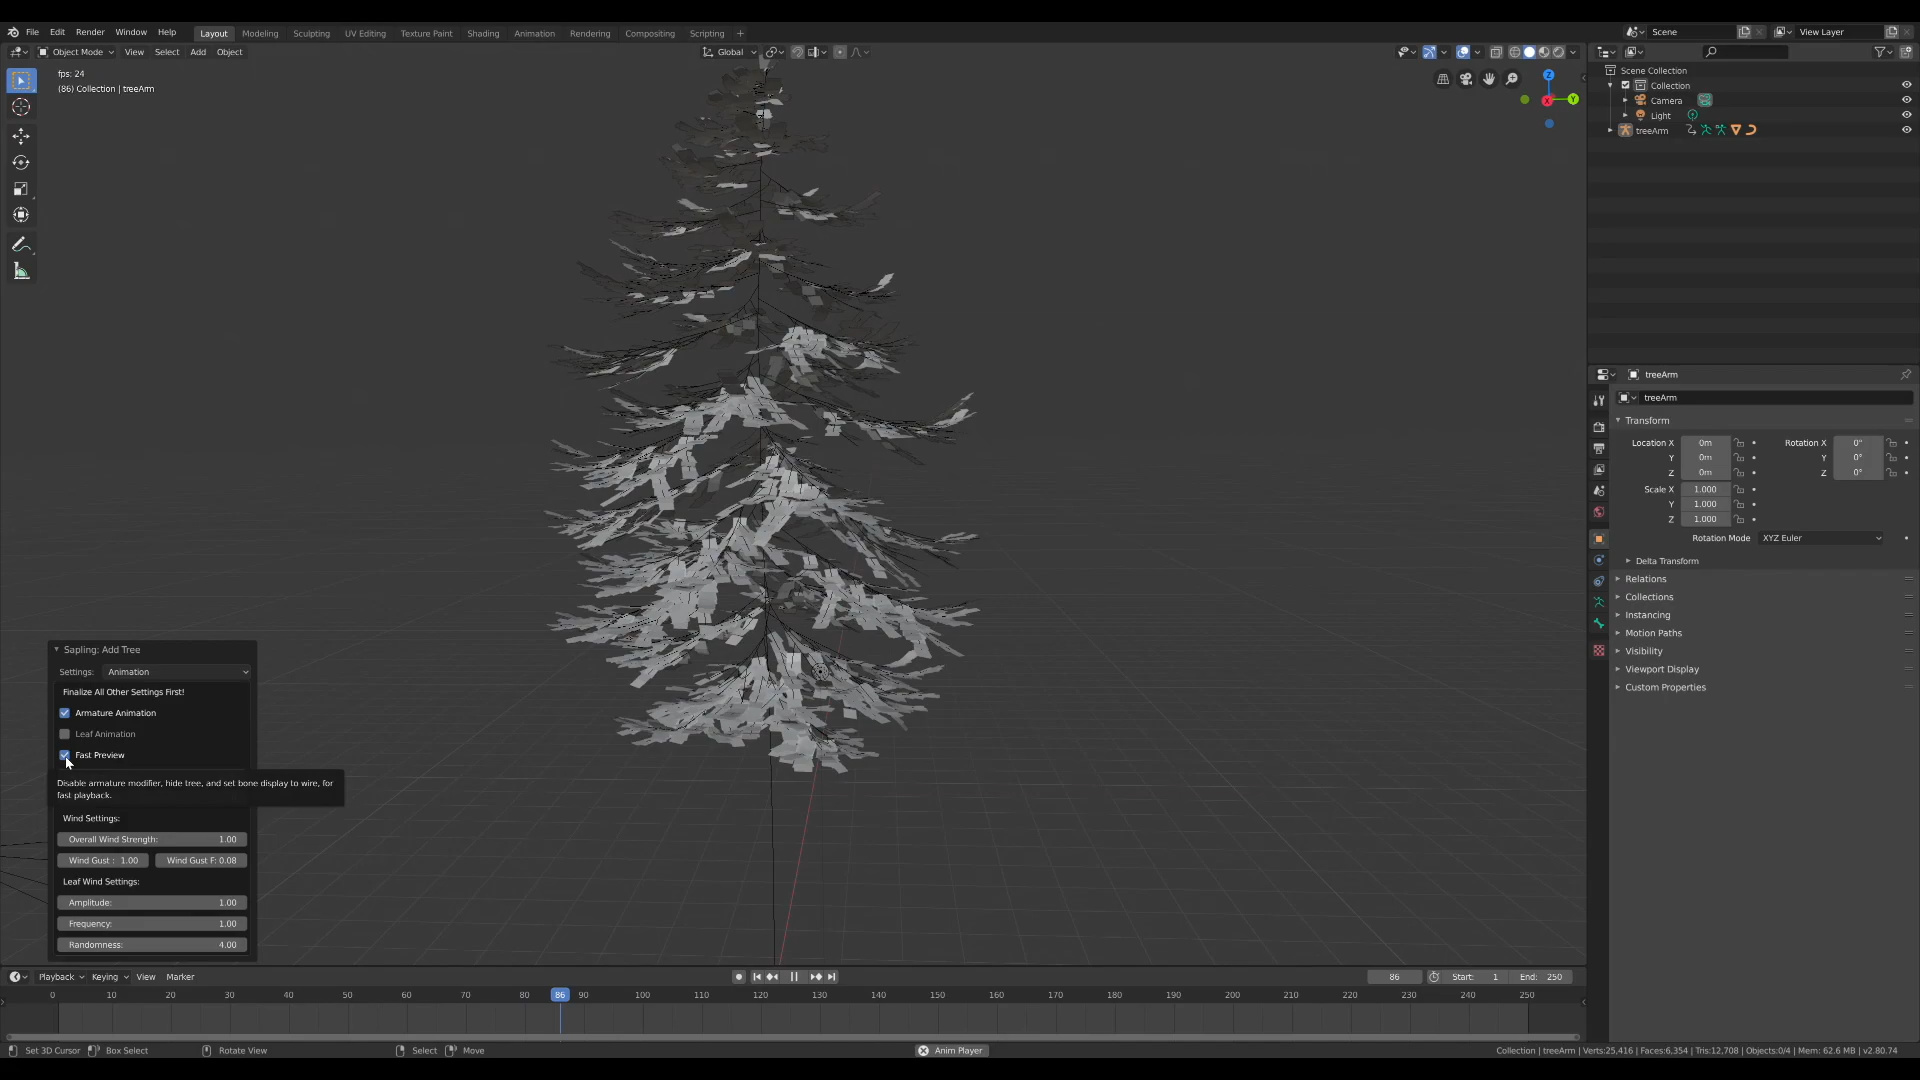 File Edit Render Window Help Layout Modeling Sculpting UV Editing Texture Paint Shading Animation Rendering Compositing Scripting + Scene View Layer
Object Mode View Select Add Object Global
fps: 24
(86) Collection | treeArm
Z
Y
X
Scene Collection
Collection
Camera
Light
treeArm
treeArm
treeArm
Transform
Location X 0m Rotation X 0°
Y 0m Y 0°
Z 0m Z 0°
Scale X 1.000
Y 1.000
Z 1.000
Rotation Mode XYZ Euler
Delta Transform
Relations
Collections
Instancing
Motion Paths
Visibility
Viewport Display
Custom Properties
Sapling: Add Tree
Settings: Animation
Finalize All Other Settings First!
Armature Animation
Leaf Animation
Fast Preview
Disable armature modifier, hide tree, and set bone display to wire, for
fast playback.
Wind Settings:
Overall Wind Strength: 1.00
Wind Gust : 1.00 Wind Gust F: 0.08
Leaf Wind Settings:
Amplitude: 1.00
Frequency: 1.00
Randomness: 4.00
Playback Keying View Marker 86 Start: 1 End: 250
0 10 20 30 40 50 60 70 80 86 90 100 110 120 130 140 150 160 170 180 190 200 210 220 230 240 250
Set 3D Cursor Box Select Rotate View Select Move Anim Player Collection | treeArm | Verts:25,416 | Faces:6,354 | Tris:12,708 | Objects:0/4 | Mem: 62.6 MB | v2.80.74